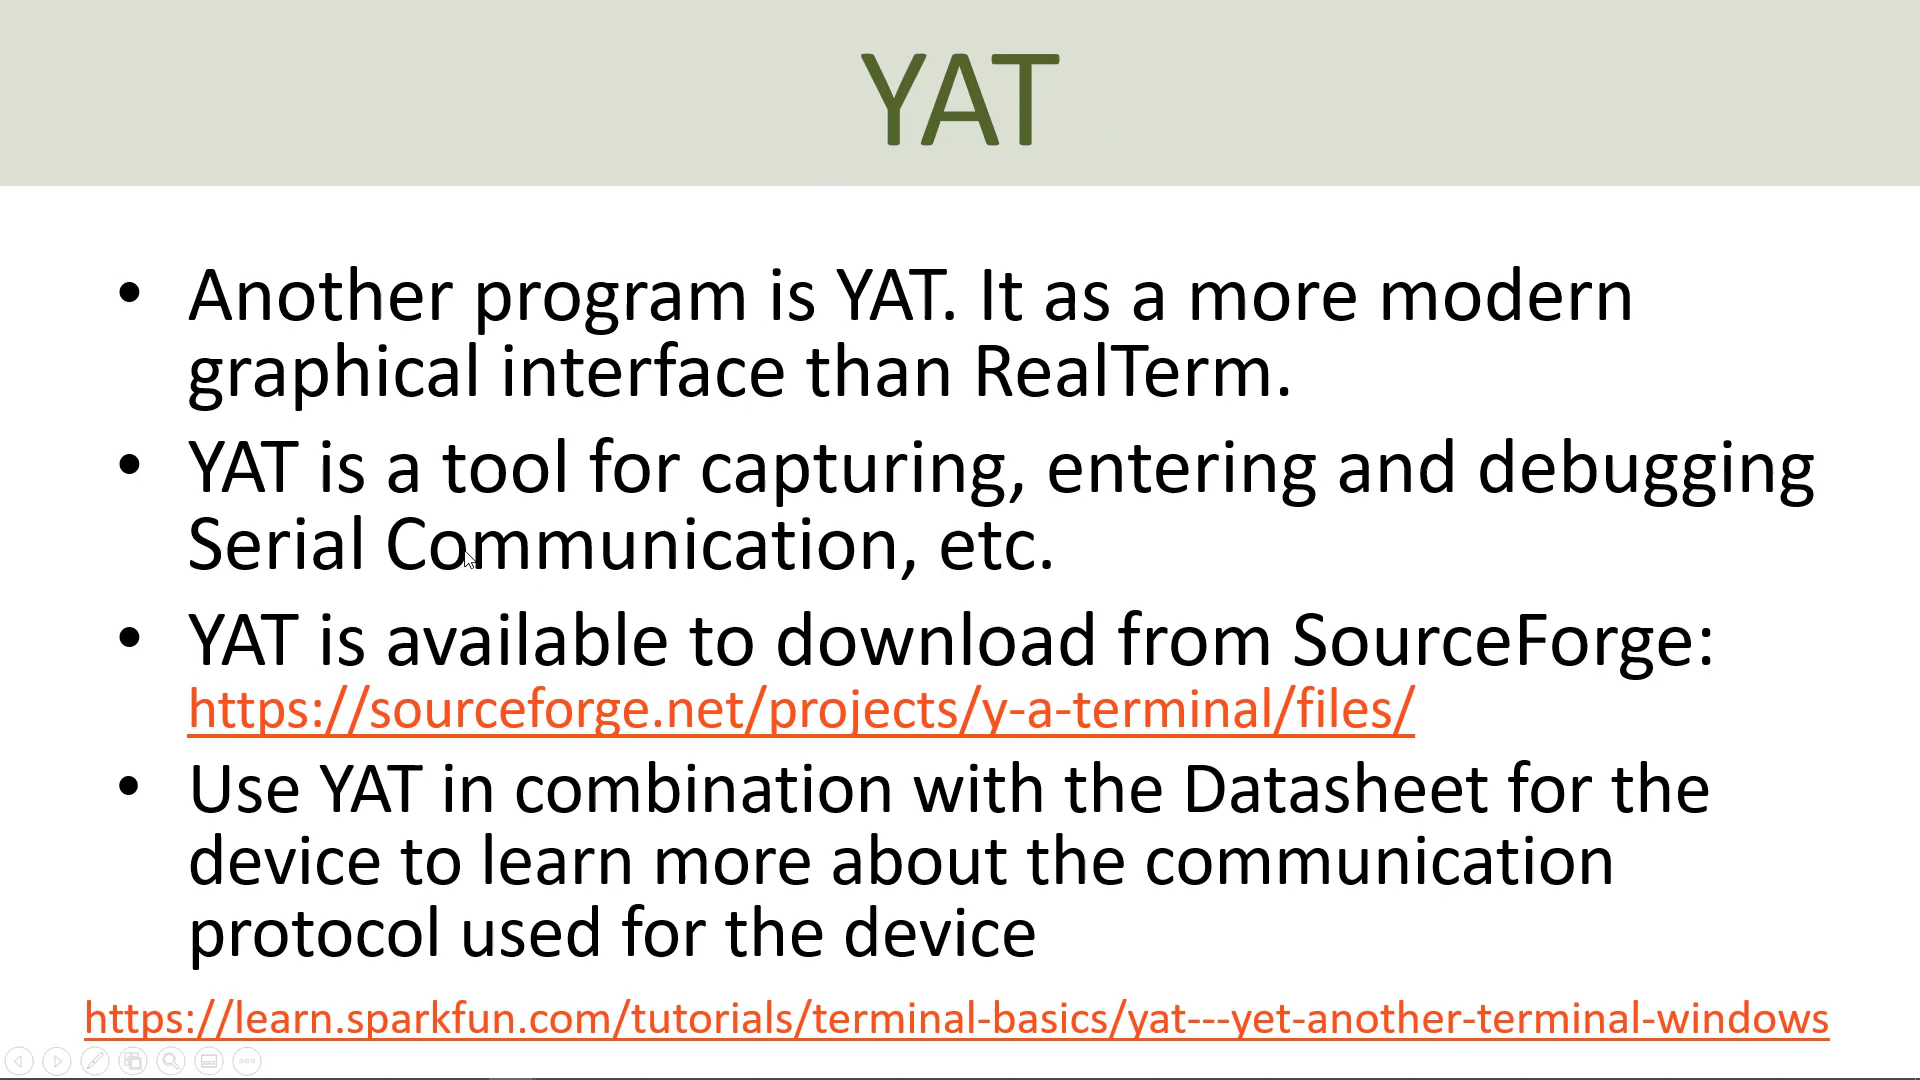 YAT
• Another program is YAT. It as a more modern
graphical interface than RealTerm.
• YAT is a tool for capturing, entering and debugging
Serial Communication, etc.
• YAT is available to download from SourceForge:
https://sourceforge.net/projects/y-a-terminal/files/
• Use YAT in combination with the Datasheet for the
device to learn more about the communication
protocol used for the device
https://learn.sparkfun.com/tutorials/terminal-basics/yat---yet-another-terminal-windows